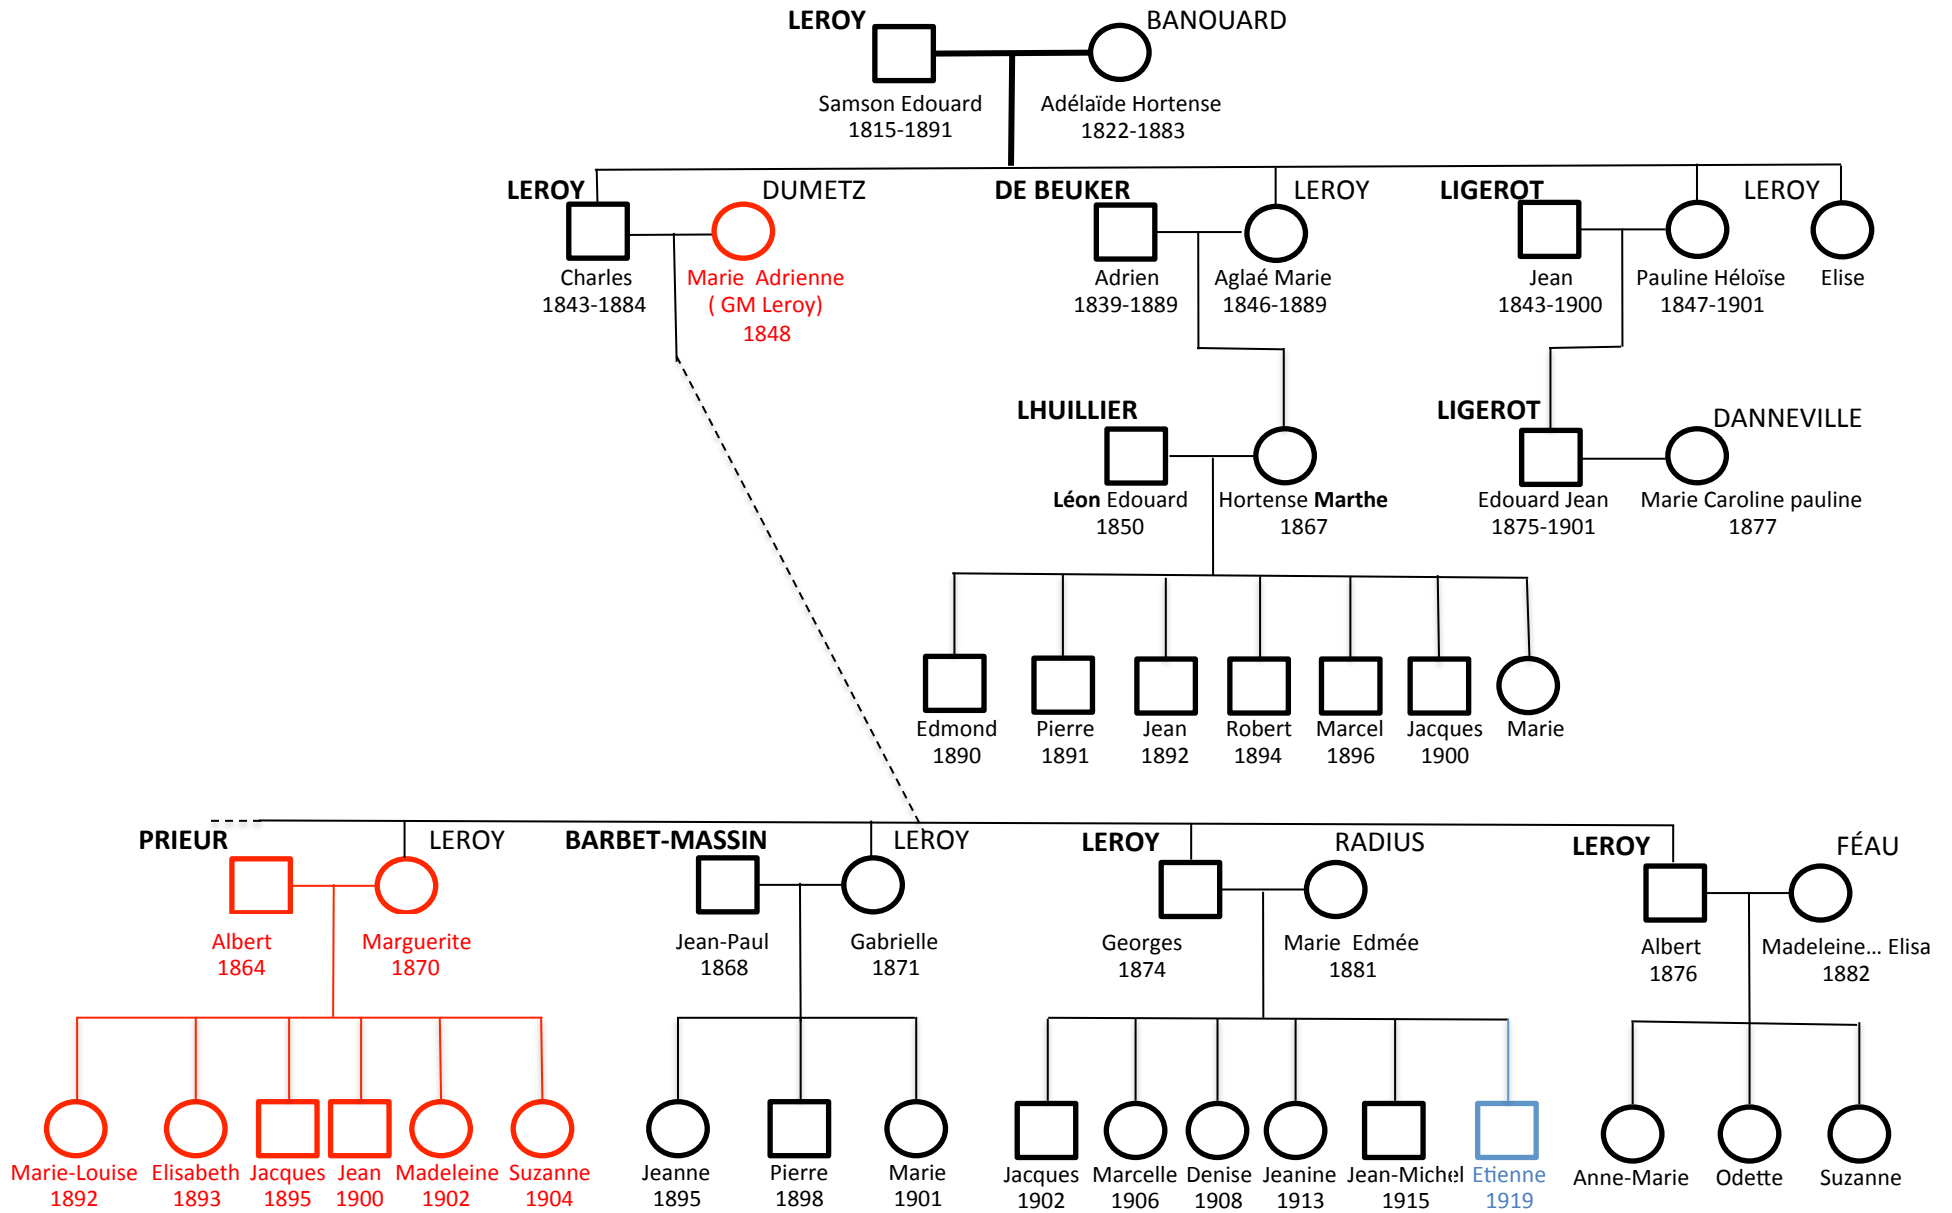 LEROY
BANOUARD
Samson Edouard
1815-1891
Adélaïde Hortense
1822-1883
LEROY
DUMETZ
DE BEUKER
LEROY
LIGEROT
LEROY
Charles
1843-1884
Marie Adrienne
( GM Leroy)
1848
Adrien
1839-1889
Aglaé Marie
1846-1889
Jean
1843-1900
Pauline Héloïse
1847-1901
Elise
LHUILLIER
LIGEROT
DANNEVILLE
Léon Edouard
1850
Hortense Marthe
1867
Edouard Jean
1875-1901
Marie Caroline pauline
1877
Edmond
1890
Pierre
1891
Jean
1892
Robert
1894
Marcel
1896
Jacques
1900
Marie
PRIEUR
LEROY
BARBET-MASSIN
LEROY
LEROY
RADIUS
LEROY
FÉAU
Albert
1864
Marguerite
1870
Jean-Paul
1868
Gabrielle
1871
Georges
1874
Marie Edmée
1881
Albert
1876
Madeleine... Elisa
1882
Marie-Louise
1892
Elisabeth
1893
Jacques
1895
Jean
1900
Madeleine
1902
Suzanne
1904
Jeanne
1895
Pierre
1898
Marie
1901
Jacques
1902
Marcelle
1906
Denise
1908
Jeanine
1913
Jean-Michel
1915
Etienne
1919
Anne-Marie
Odette
Suzanne